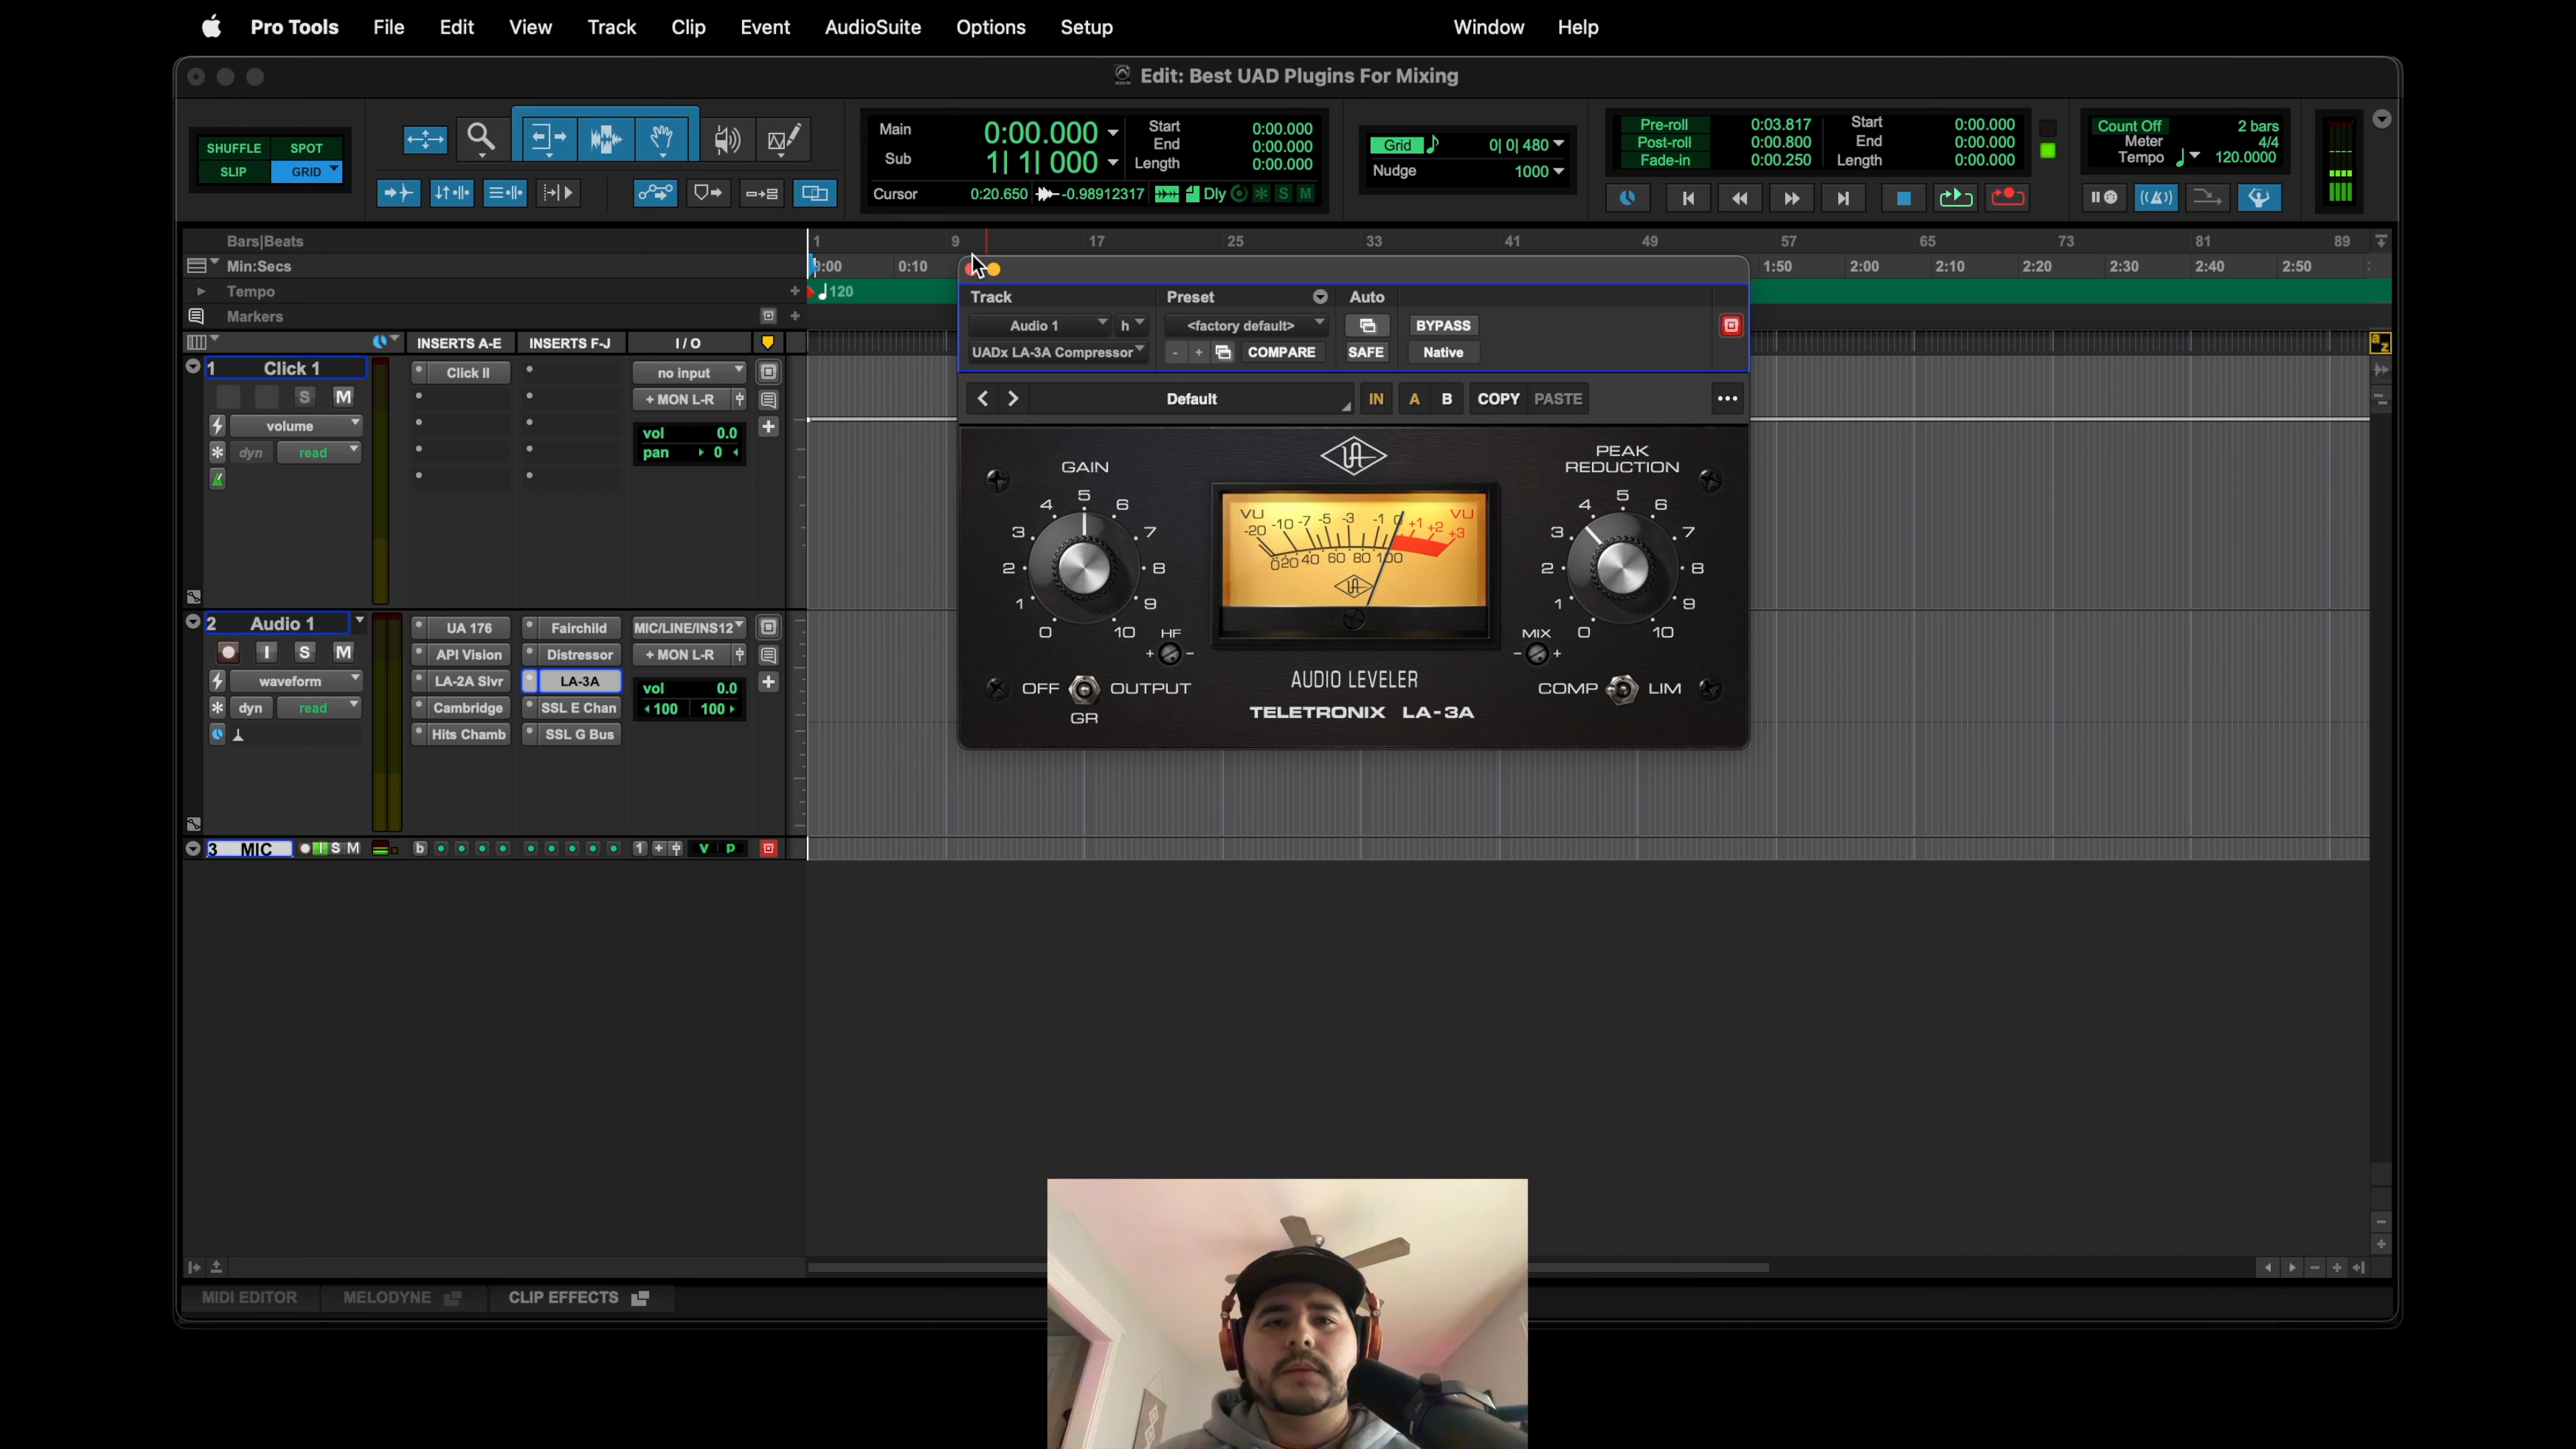 Pro Tools File Edit View Track Clip Event AudioSuite Options Setup Window Help
Edit: Best UAD Plugins For Mixing
SHUFFLE SPOT
SLIP GRID
Main 0:00.000
Sub 1| 1| 000
Start 0:00.000
End 0:00.000
Length 0:00.000
Cursor 0:20.650 -0.98912317 Dly S M
Grid 0| 0| 480
Nudge 1000
Pre-roll 0:03.817
Post-roll 0:00.800
Fade-in 0:00.250
Start 0:00.000
End 0:00.000
Length 0:00.000
Count Off 2 bars
Meter 4/4
Tempo 120.0000
Bars|Beats 1 9 17 25 33 41 49 57 65 73 81 89
Min:Secs 0:00 0:10 1:50 2:00 2:10 2:20 2:30 2:40 2:50
Tempo + 120
Markers +
INSERTS A-E INSERTS F-J I / O
1 Click 1
S M
volume
dyn read
Click II
no input
+ MON L-R
vol 0.0
pan 0
2 Audio 1
I S M
waveform
dyn read
UA 176 Fairchild MIC/LINE/INS12
API Vision Distressor + MON L-R
LA-2A Slvr LA-3A
Cambridge SSL E Chan
Hits Chamb SSL G Bus
vol 0.0
100 100
3 MIC I S M b 1 + V p
a z
Track Preset Auto
Audio 1 h <factory default> BYPASS
UADx LA-3A Compressor - + COMPARE SAFE Native
Default IN A B COPY PASTE
GAIN
0 1 2 3 4 5 6 7 8 9 10
HF
+ -
UA
VU VU
-20 -10 -7 -5 -3 -1 0 +1 +2 +3
0 20 40 60 80 100
UA
PEAK
REDUCTION
0 1 2 3 4 5 6 7 8 9 10
MIX
- +
OFF OUTPUT
GR
AUDIO LEVELER
TELETRONIX LA-3A
COMP LIM
MIDI EDITOR MELODYNE CLIP EFFECTS